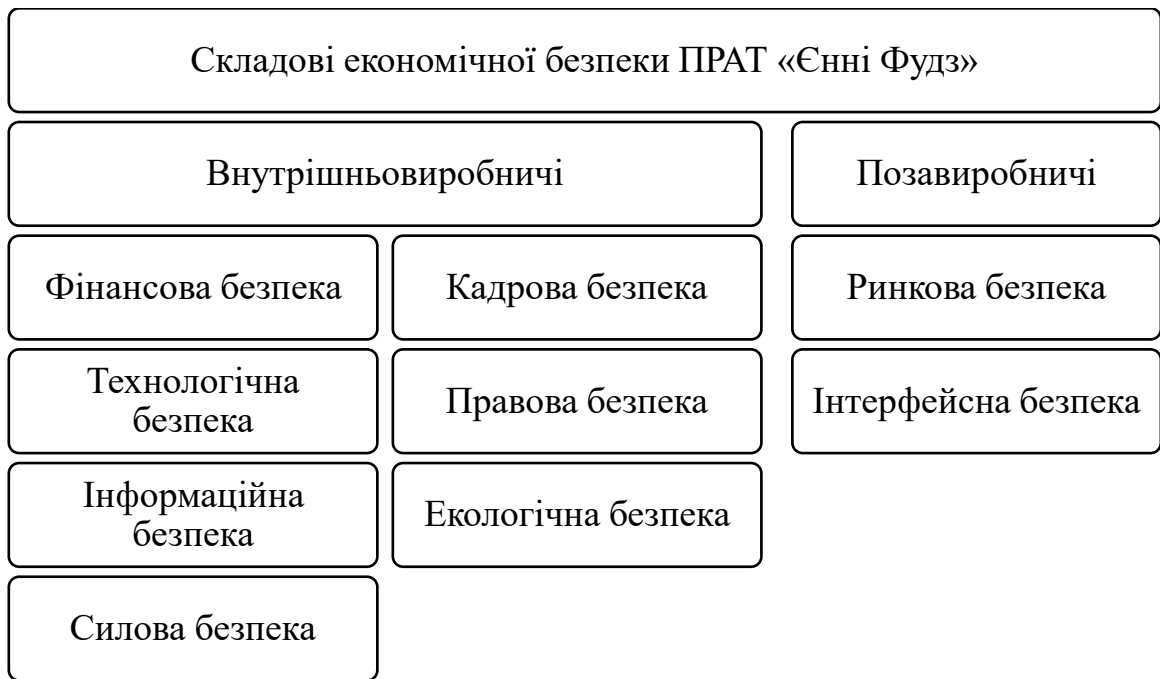 Складові економічної безпеки ПРАТ «Єнні Фудз»
Внутрішньовиробничі
Позавиробничі
Фінансова безпека
Кадрова безпека
Ринкова безпека
Технологічна
безпека
Правова безпека
Інтерфейсна безпека
Інформаційна
безпека
Екологічна безпека
Силова безпека